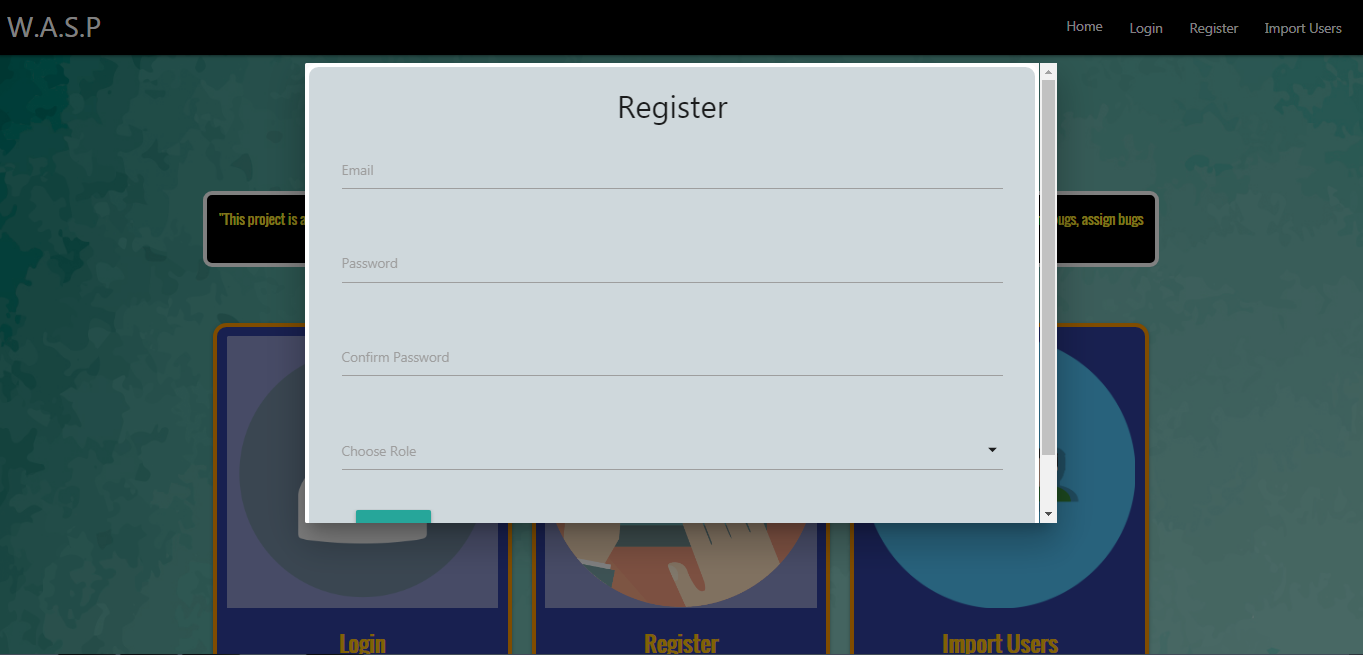 W.A.S.P
Home Login Register Import Users
Register
Email
"This project is a
ugs, assign bugs
Password
Confirm Password
Choose Role
Login
Register
Import Users